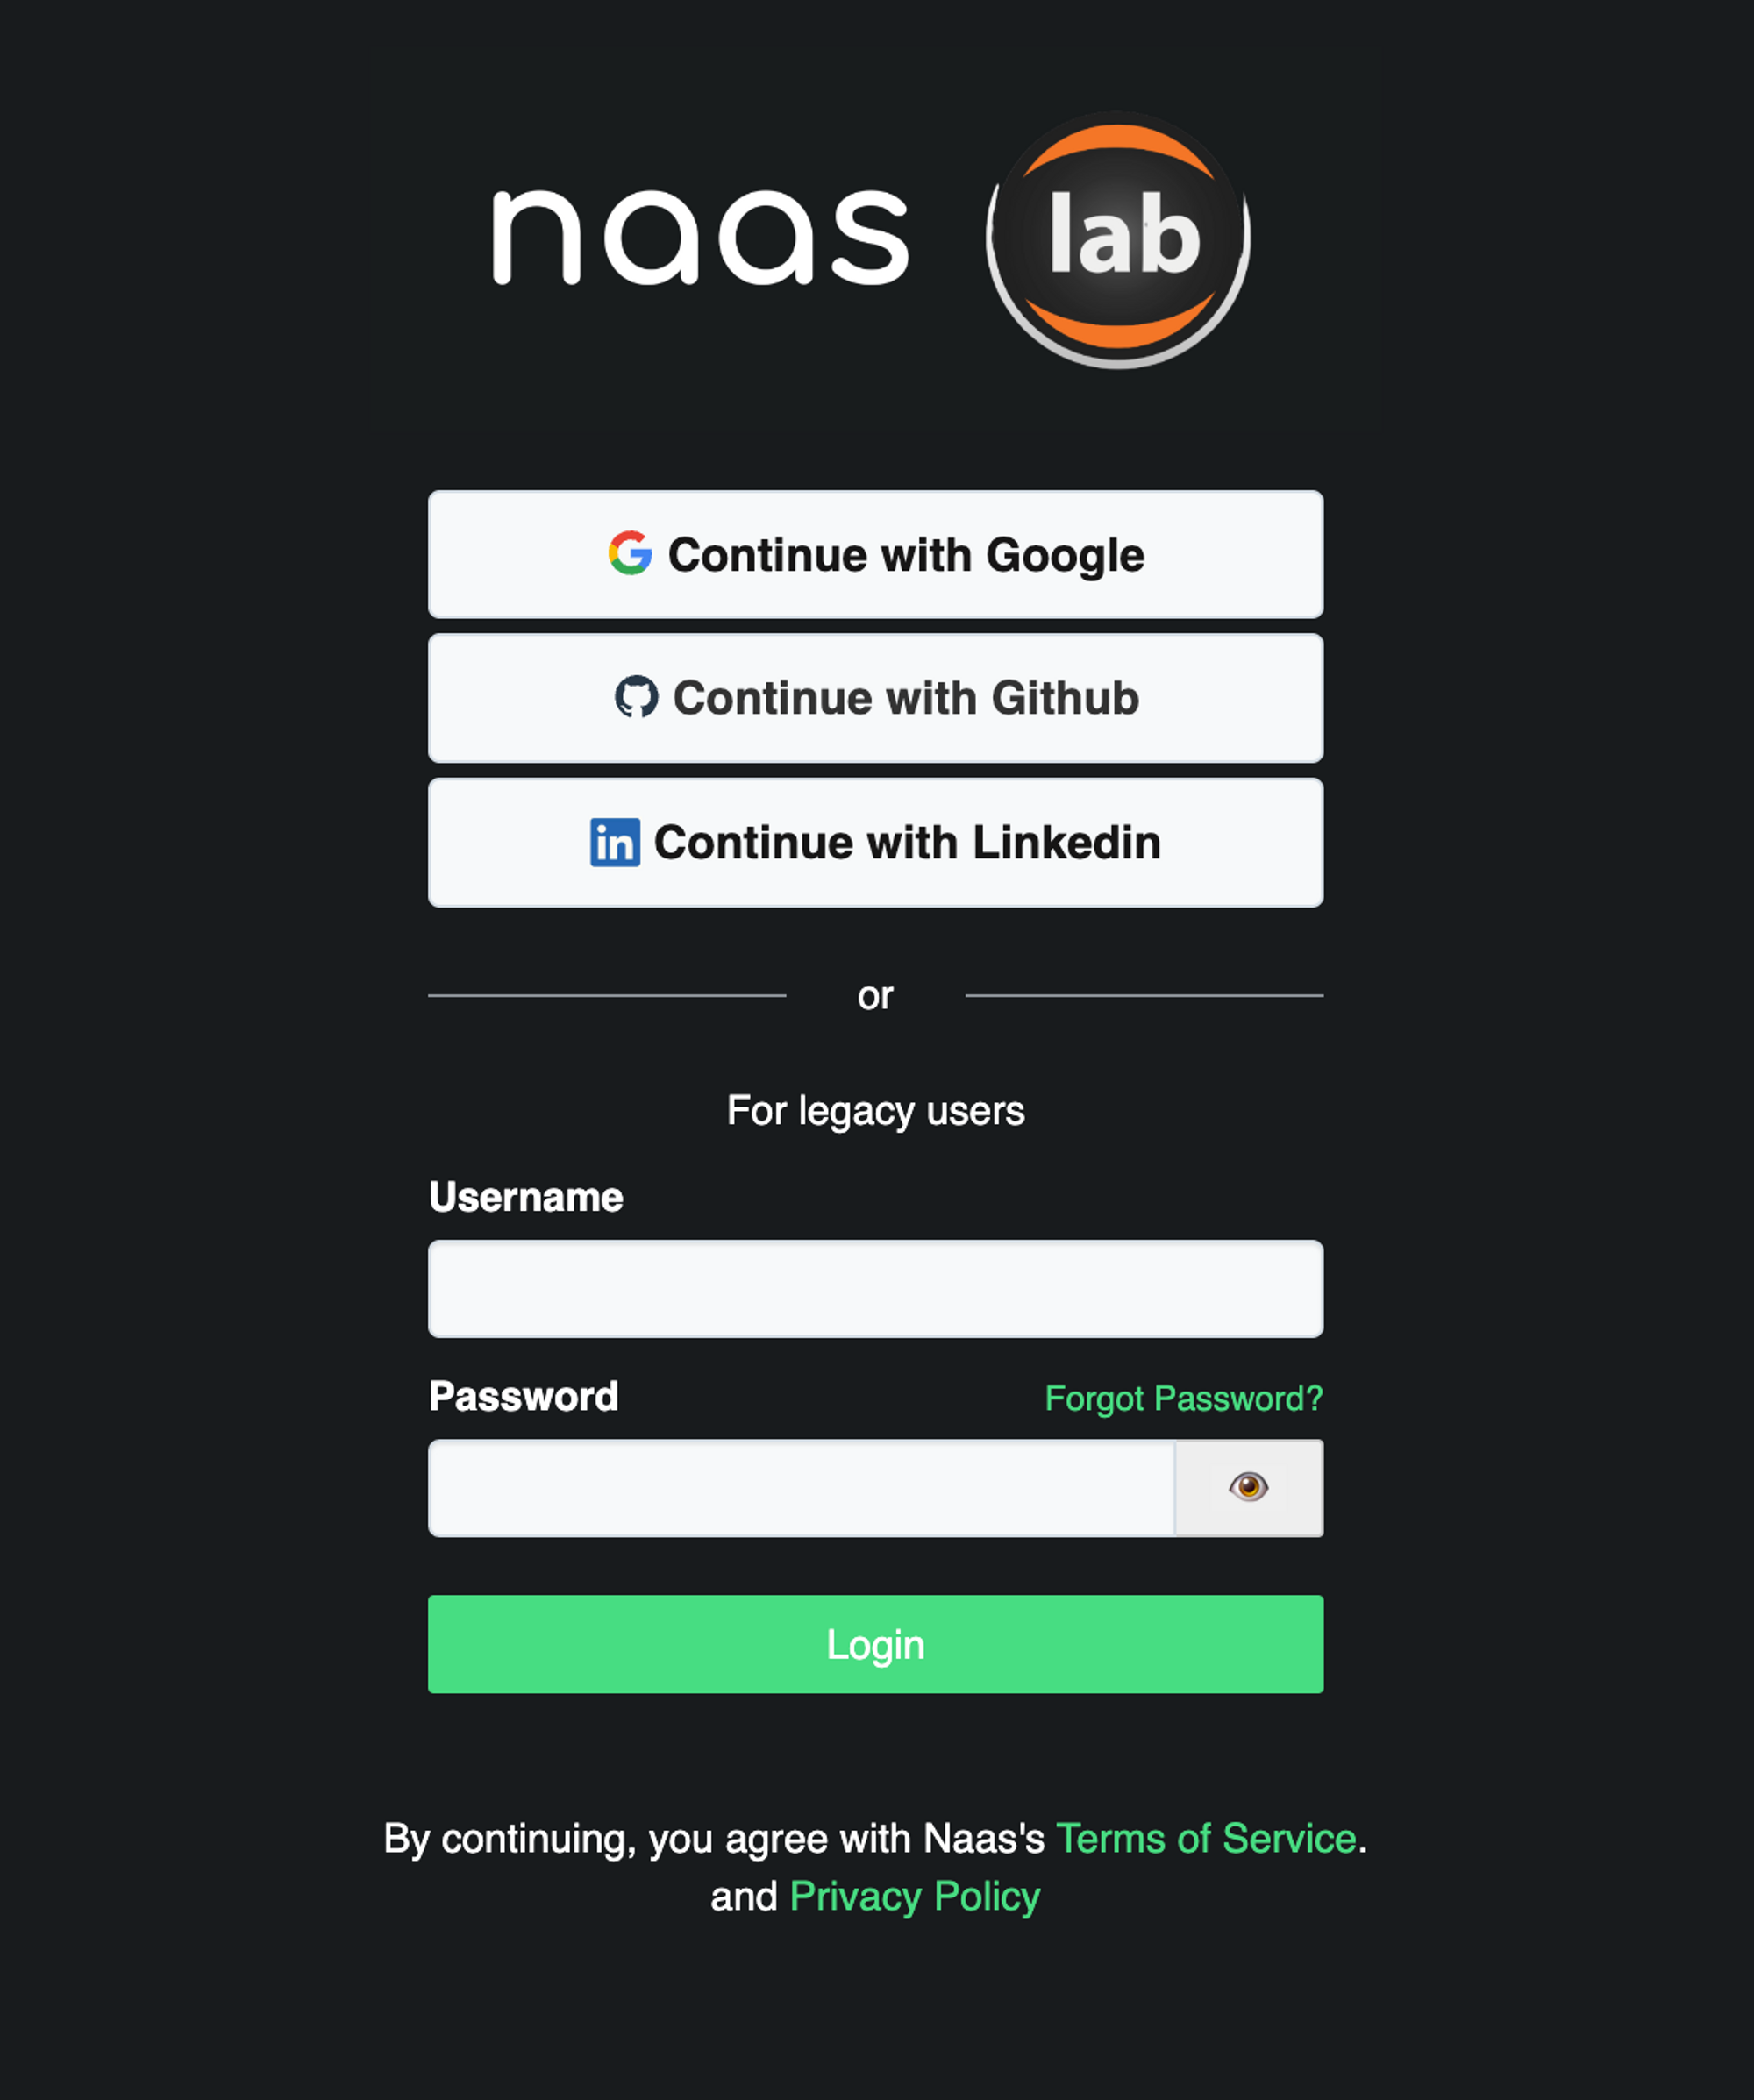 naas lab
Continue with Google
Continue with Github
in Continue with Linkedin
or
For legacy users
Username
Password Forgot Password?
Login
By continuing, you agree with Naas's Terms of Service.
and Privacy Policy